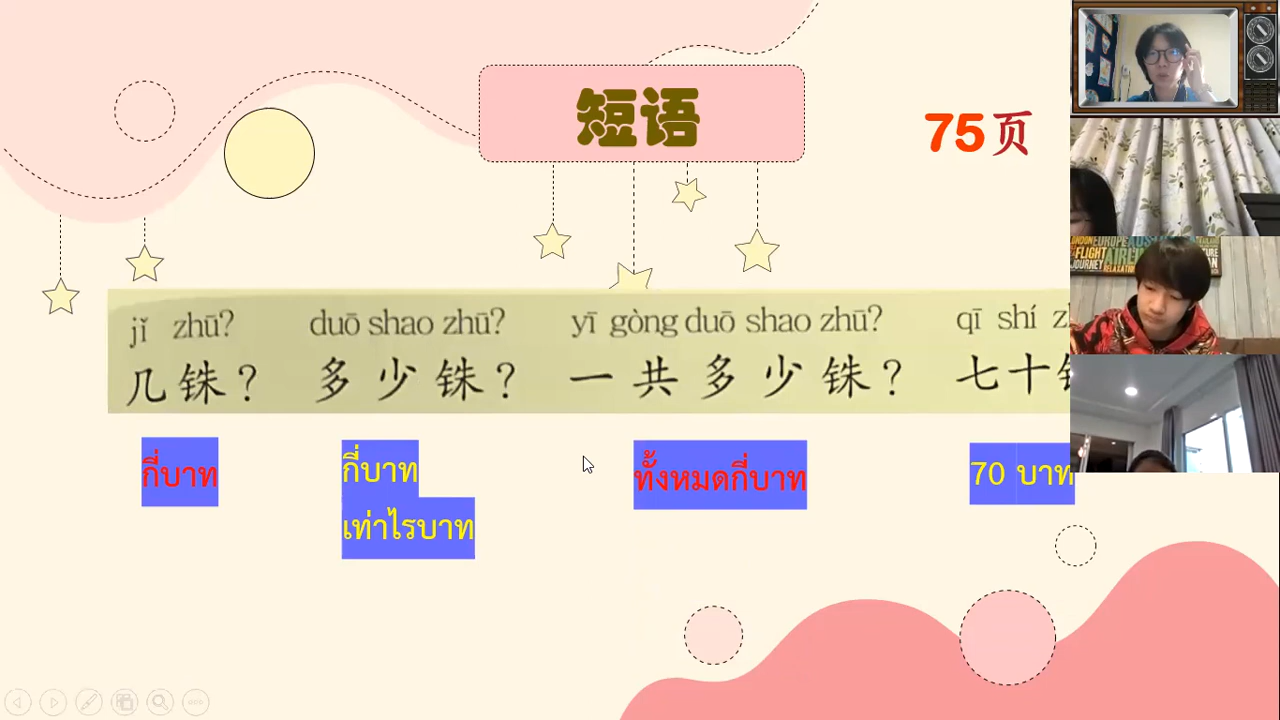 短语
75页
jǐ zhū? duō shao zhū? yī gòng duō shao zhū? qī shí
几铢? 多少铢? 一共多少铢? 七十
กี่บาท กี่บาท ทั้งหมดกี่บาท 70 บาท
เท่าไรบาท
EUROPE
FLIGHT
JOURNEY